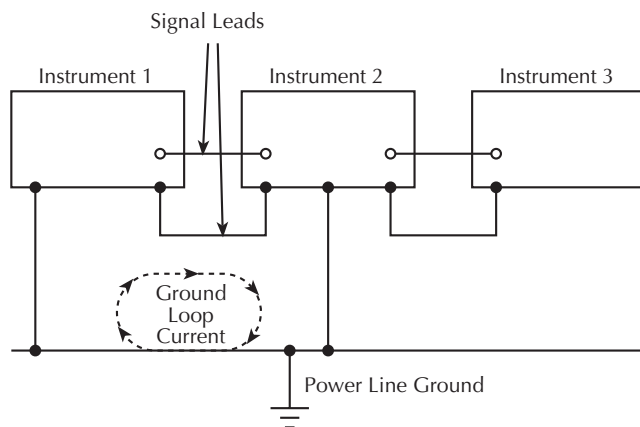 Signal Leads
Instrument 1
Instrument 2
Instrument 3
Ground
Loop
Current
Power Line Ground